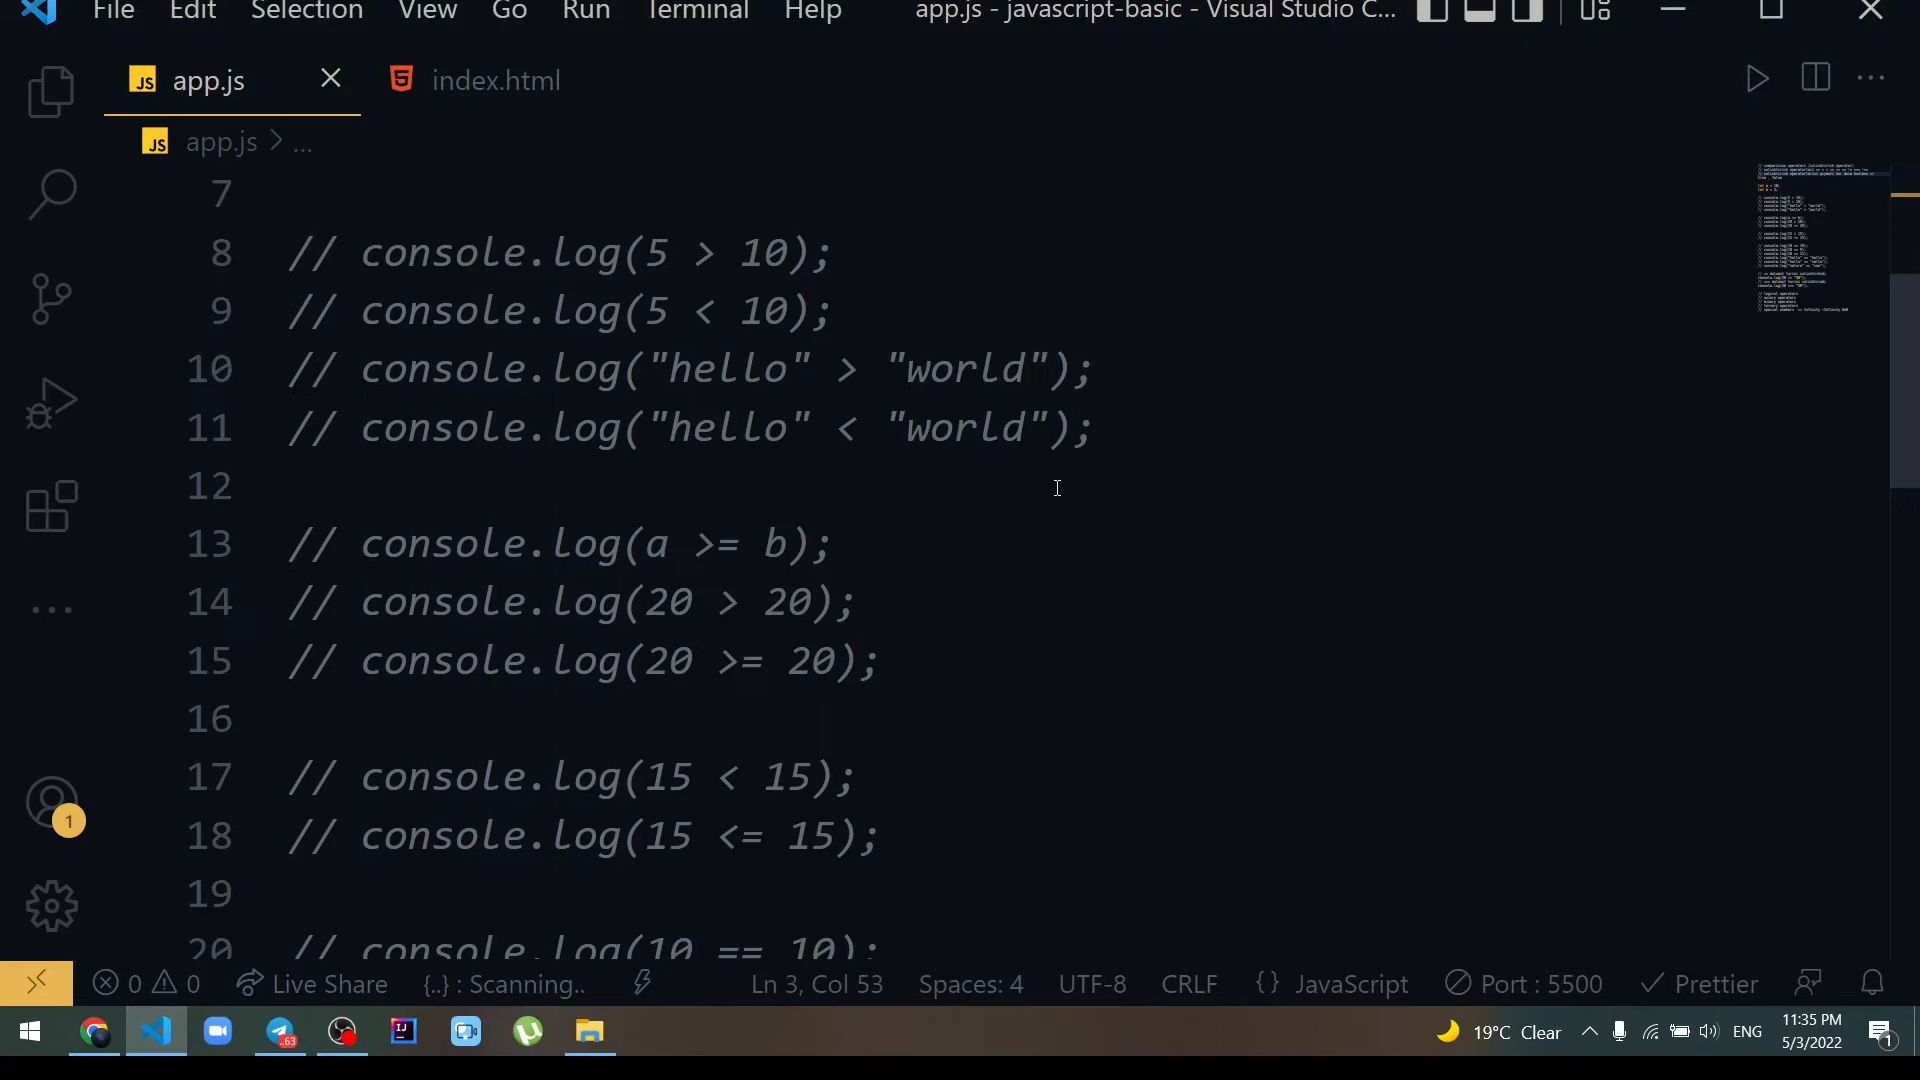 File Edit Selection View Go Run Terminal Help app.js - javascript-basic - Visual Studio C...
JS app.js index.html
JS app.js > ...
7
8 // console.log(5 > 10);
9 // console.log(5 < 10);
10 // console.log("hello" > "world");
11 // console.log("hello" < "world");
12
13 // console.log(a >= b);
14 // console.log(20 > 20);
15 // console.log(20 >= 20);
16
17 // console.log(15 < 15);
18 // console.log(15 <= 15);
19
20 // console.log(10 == 10);
1
0 0 Live Share {..} : Scanning.. Ln 3, Col 53 Spaces: 4 UTF-8 CRLF {} JavaScript Port : 5500 Prettier
63 IJ 19°C Clear ENG 11:35 PM
5/3/2022 1